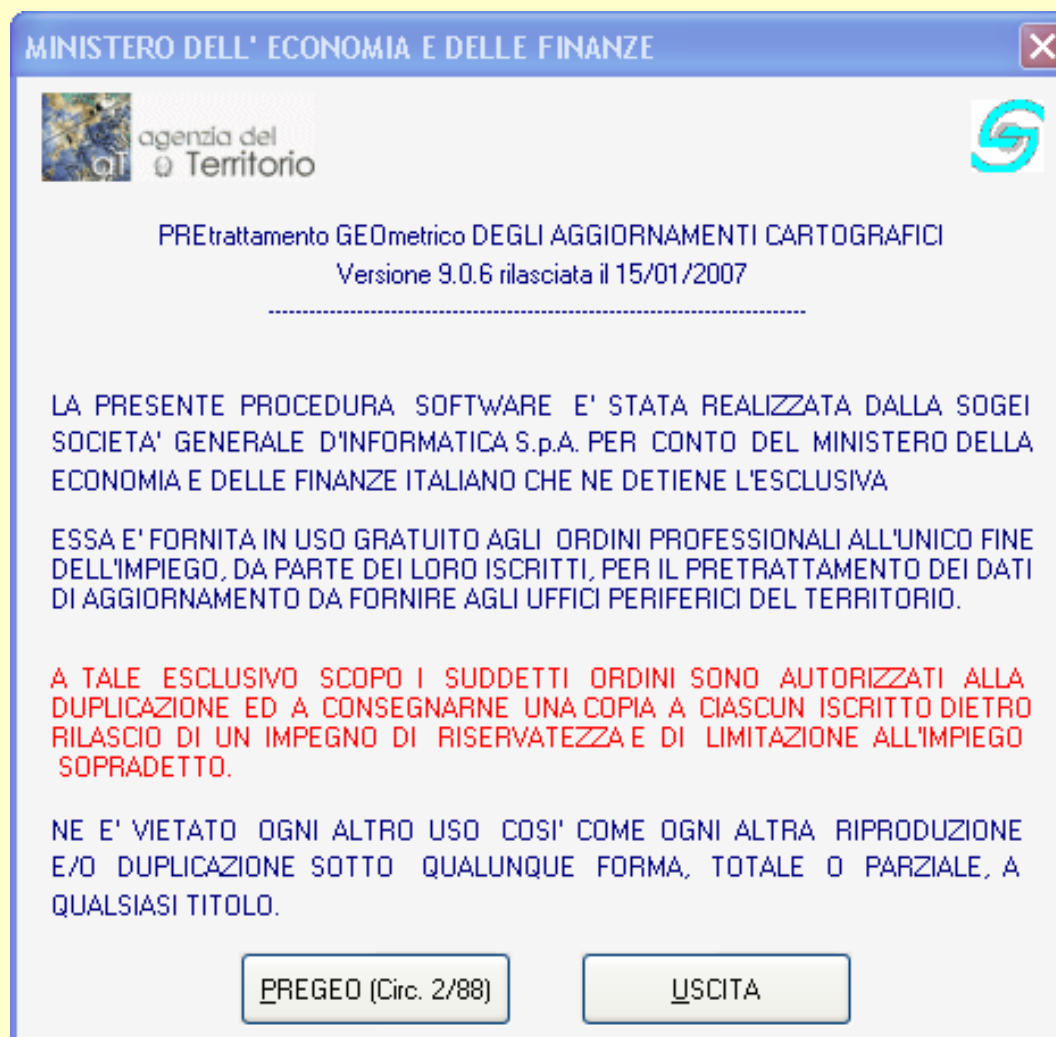 MINISTERO DELL' ECONOMIA E DELLE FINANZE
agenzia del
Territorio
aT
PREtrattamento GEOmetrico DEGLI AGGIORNAMENTI CARTOGRAFICI
Versione 9.0.6 rilasciata il 15/01/2007
--------------------------------------------------------------------------------
LA PRESENTE PROCEDURA SOFTWARE E' STATA REALIZZATA DALLA SOGEI
SOCIETA' GENERALE D'INFORMATICA S.p.A. PER CONTO DEL MINISTERO DELLA
ECONOMIA E DELLE FINANZE ITALIANO CHE NE DETIENE L'ESCLUSIVA
ESSA E' FORNITA IN USO GRATUITO AGLI ORDINI PROFESSIONALI ALL'UNICO FINE
DELL'IMPIEGO, DA PARTE DEI LORO ISCRITTI, PER IL PRETRATTAMENTO DEI DATI
DI AGGIORNAMENTO DA FORNIRE AGLI UFFICI PERIFERICI DEL TERRITORIO.
A TALE ESCLUSIVO SCOPO I SUDDETTI ORDINI SONO AUTORIZZATI ALLA
DUPLICAZIONE ED A CONSEGNARNE UNA COPIA A CIASCUN ISCRITTO DIETRO
RILASCIO DI UN IMPEGNO DI RISERVATEZZA E DI LIMITAZIONE ALL'IMPIEGO
SOPRADETTO.
NE E' VIETATO OGNI ALTRO USO COSI' COME OGNI ALTRA RIPRODUZIONE
E/O DUPLICAZIONE SOTTO QUALUNQUE FORMA, TOTALE O PARZIALE, A
QUALSIASI TITOLO.
PREGEO (Circ. 2/88)
USCITA